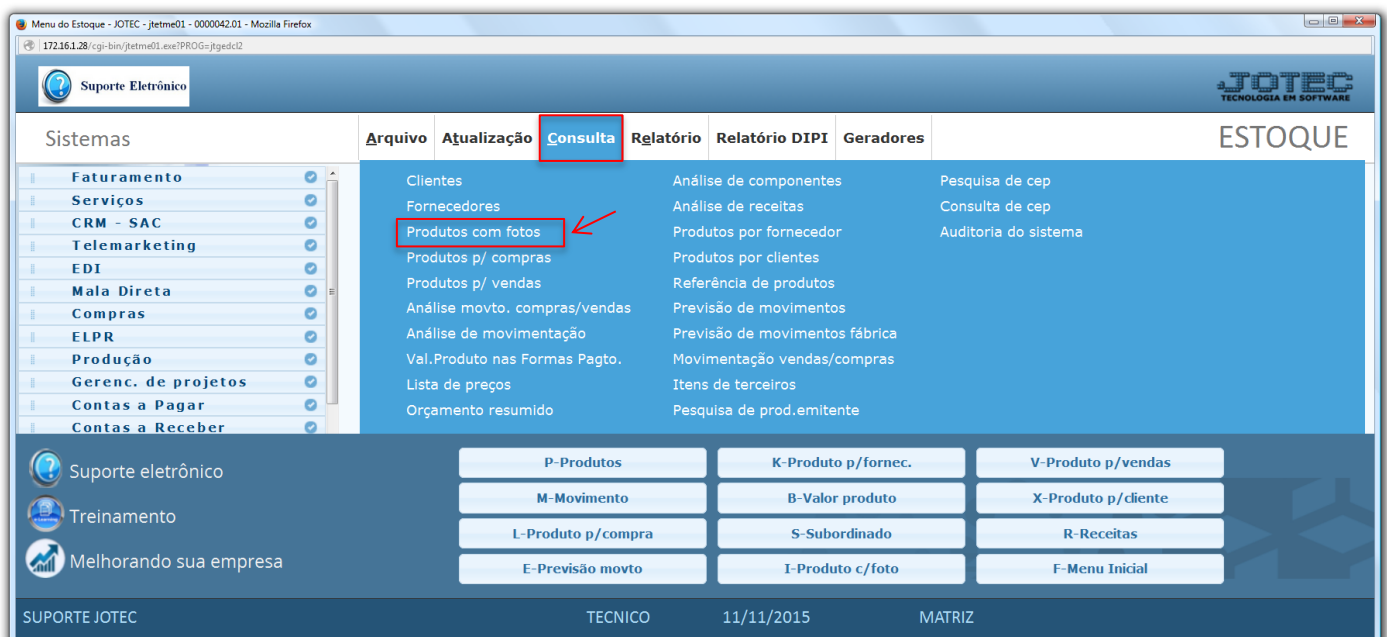 Menu do Estoque - JOTEC - jtetme01 - 0000042.01 - Mozilla Firefox
172.16.1.28/cgi-bin/jtetme01.exe?PROG=jtgedcl2
Suporte Eletrônico
JOTEC
TECNOLOGIA EM SOFTWARE
Sistemas
Arquivo Atualização Consulta Relatório Relatório DIPI Geradores
ESTOQUE
Faturamento
Serviços
CRM - SAC
Telemarketing
EDI
Mala Direta
Compras
ELPR
Produção
Gerenc. de projetos
Contas a Pagar
Contas a Receber
Clientes
Fornecedores
Produtos com fotos
Produtos p/ compras
Produtos p/ vendas
Análise movto. compras/vendas
Análise de movimentação
Val.Produto nas Formas Pagto.
Lista de preços
Orçamento resumido
Análise de componentes
Análise de receitas
Produtos por fornecedor
Produtos por clientes
Referência de produtos
Previsão de movimentos
Previsão de movimentos fábrica
Movimentação vendas/compras
Itens de terceiros
Pesquisa de prod.emitente
Pesquisa de cep
Consulta de cep
Auditoria do sistema
Suporte eletrônico
Treinamento
Melhorando sua empresa
P-Produtos K-Produto p/fornec. V-Produto p/vendas
M-Movimento B-Valor produto X-Produto p/cliente
L-Produto p/compra S-Subordinado R-Receitas
E-Previsão movto I-Produto c/foto F-Menu Inicial
SUPORTE JOTEC TECNICO 11/11/2015 MATRIZ